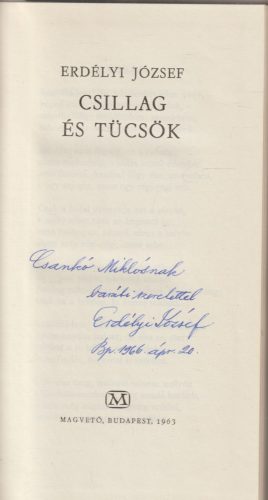 ERDÉLYI JÓZSEF
CSILLAG
ÉS TÜCSÖK
Csankó Miklósnak
baráti szeretettel
Erdélyi József
Bp. 1966. ápr. 20.
M
MAGVETŐ, BUDAPEST, 1963